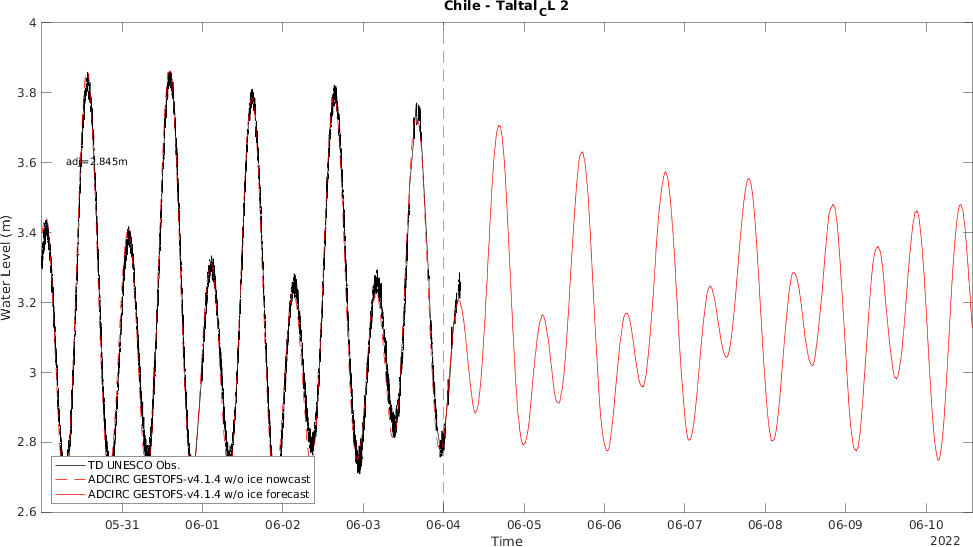 Chile - Taltal_CL 2
4
3.8
3.6
3.4
3.2
3
2.8
2.6
Water Level (m)
adj=2.845m
TD UNESCO Obs.
ADCIRC GESTOFS-v4.1.4 w/o ice nowcast
ADCIRC GESTOFS-v4.1.4 w/o ice forecast
05-31 06-01 06-02 06-03 06-04 06-05 06-06 06-07 06-08 06-09 06-10
Time
2022